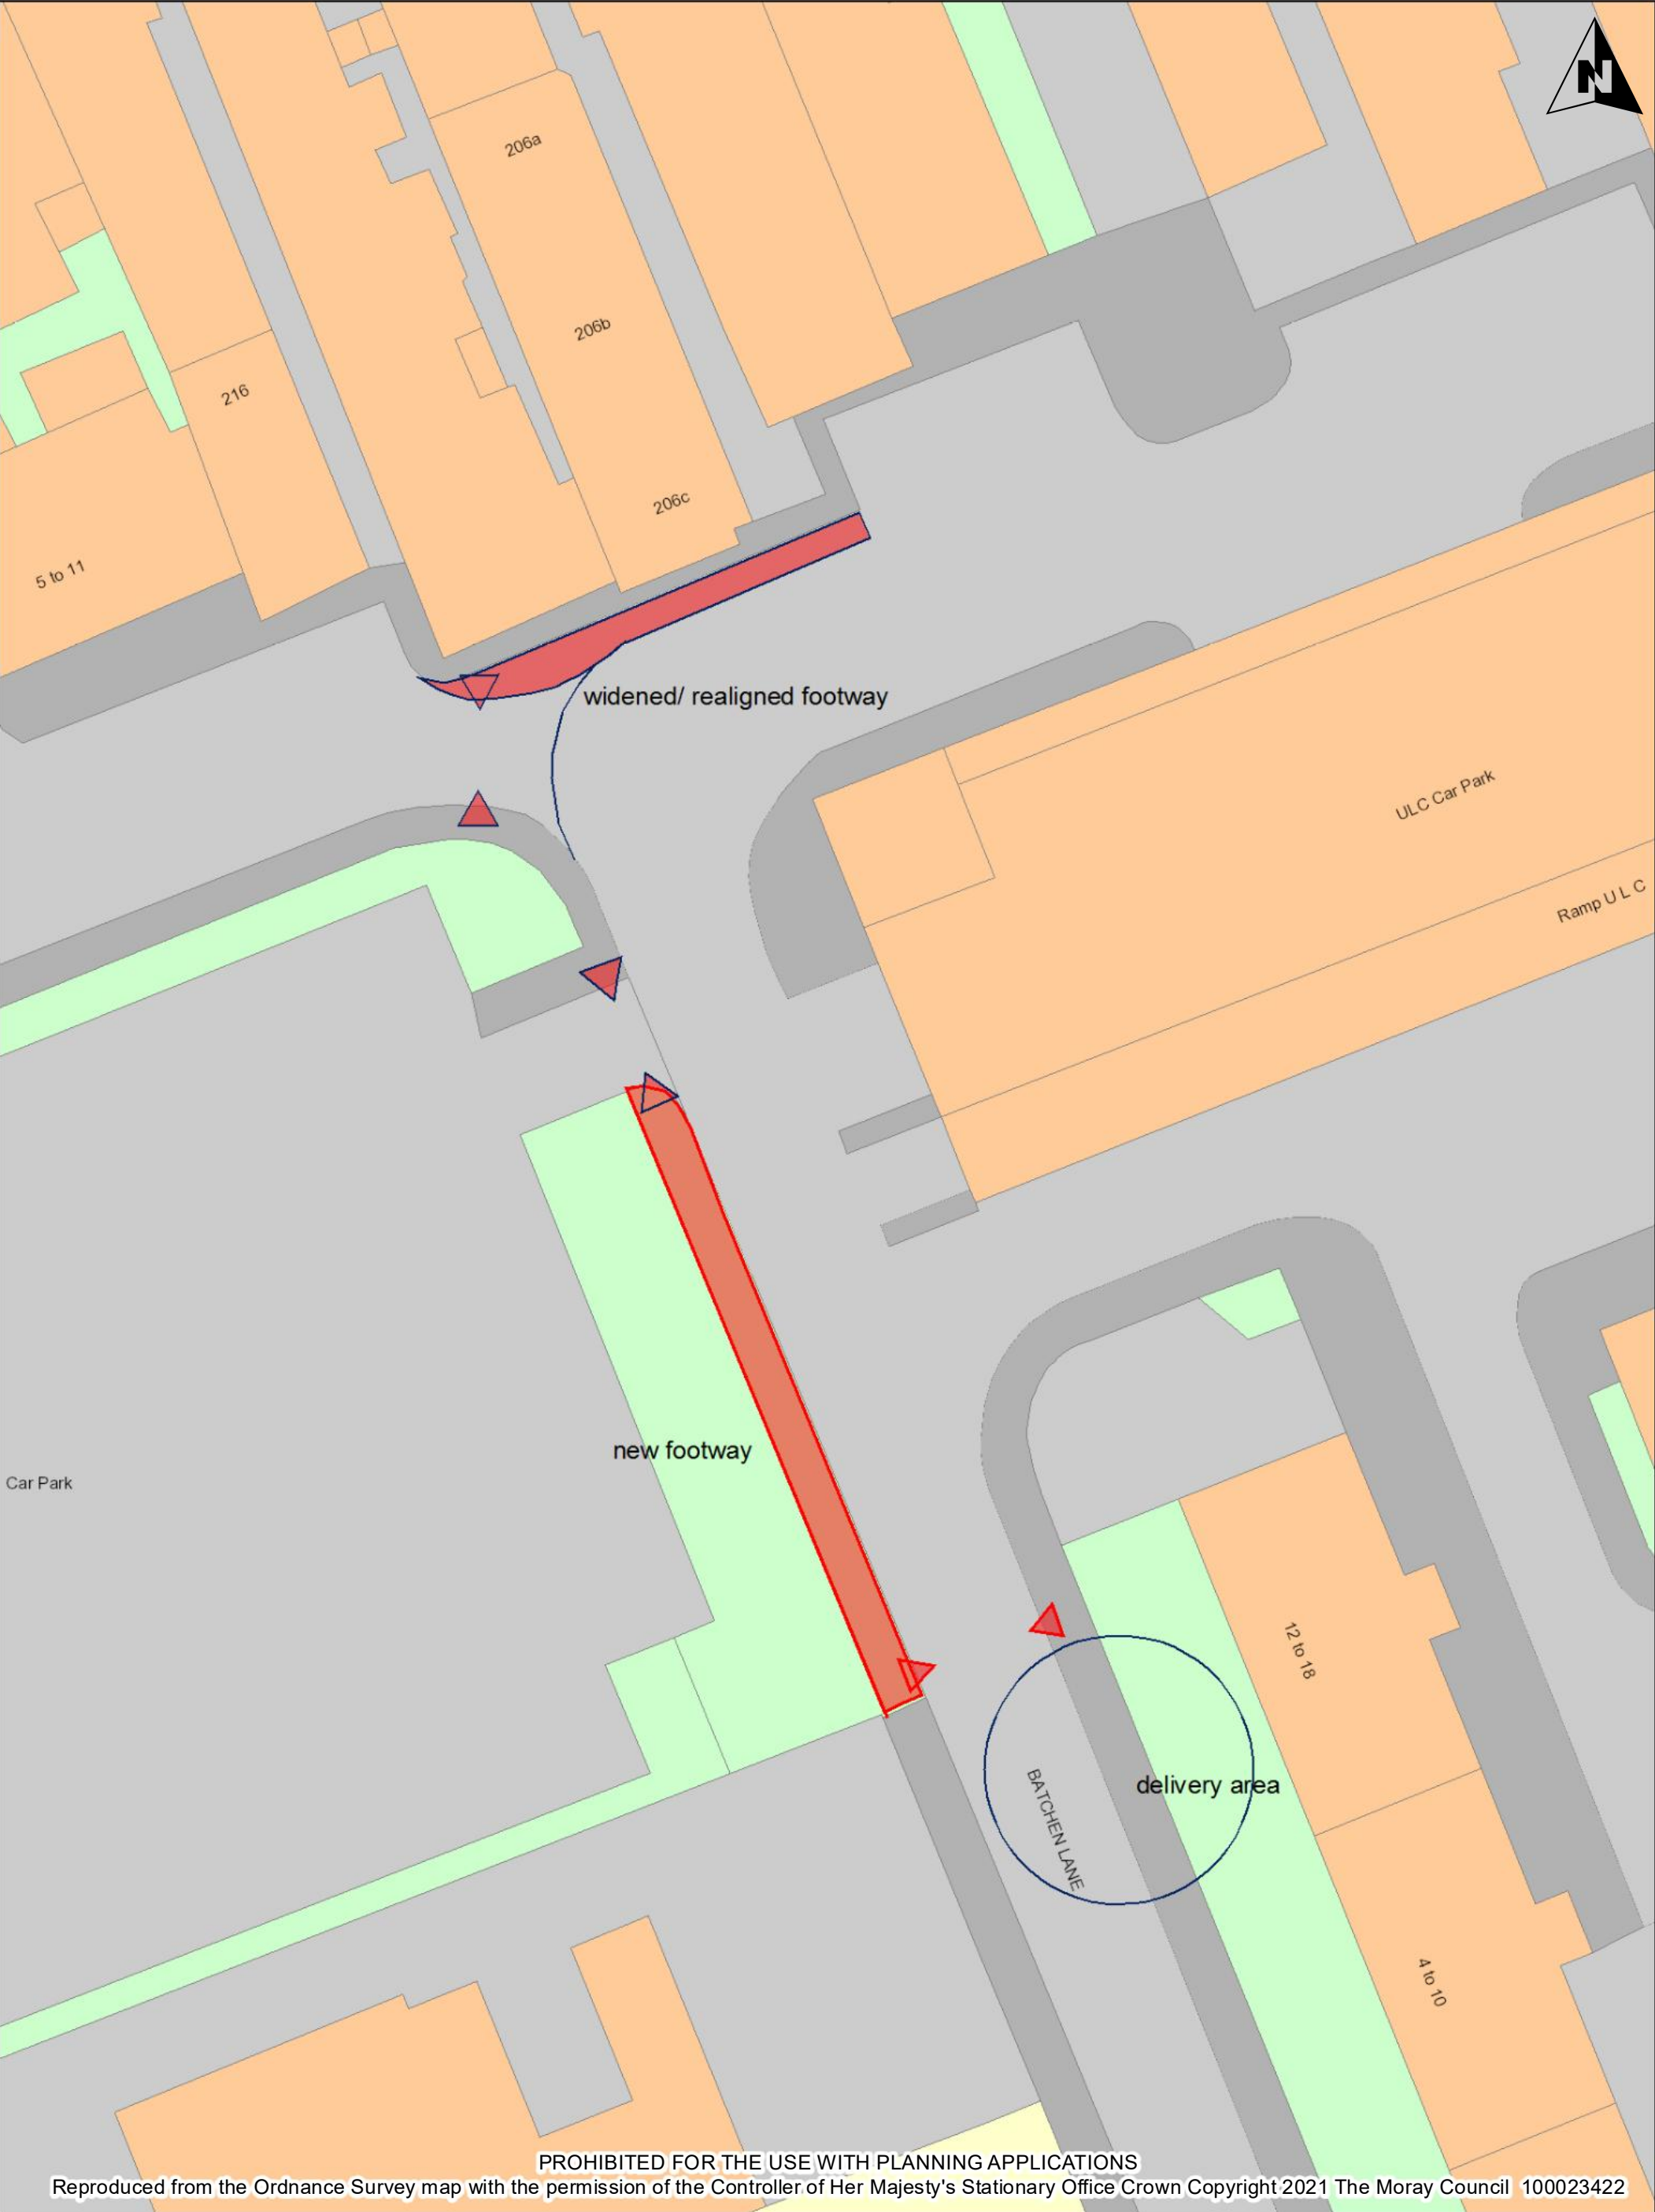 N
206a
206b
216
206c
5 to 11
widened/ realigned footway
ULC Car Park
Ramp U L C
new footway
Car Park
12 to 18
BATCHEN LANE
delivery area
4 to 10
PROHIBITED FOR THE USE WITH PLANNING APPLICATIONS
Reproduced from the Ordnance Survey map with the permission of the Controller of Her Majesty's Stationary Office Crown Copyright 2021 The Moray Council 100023422